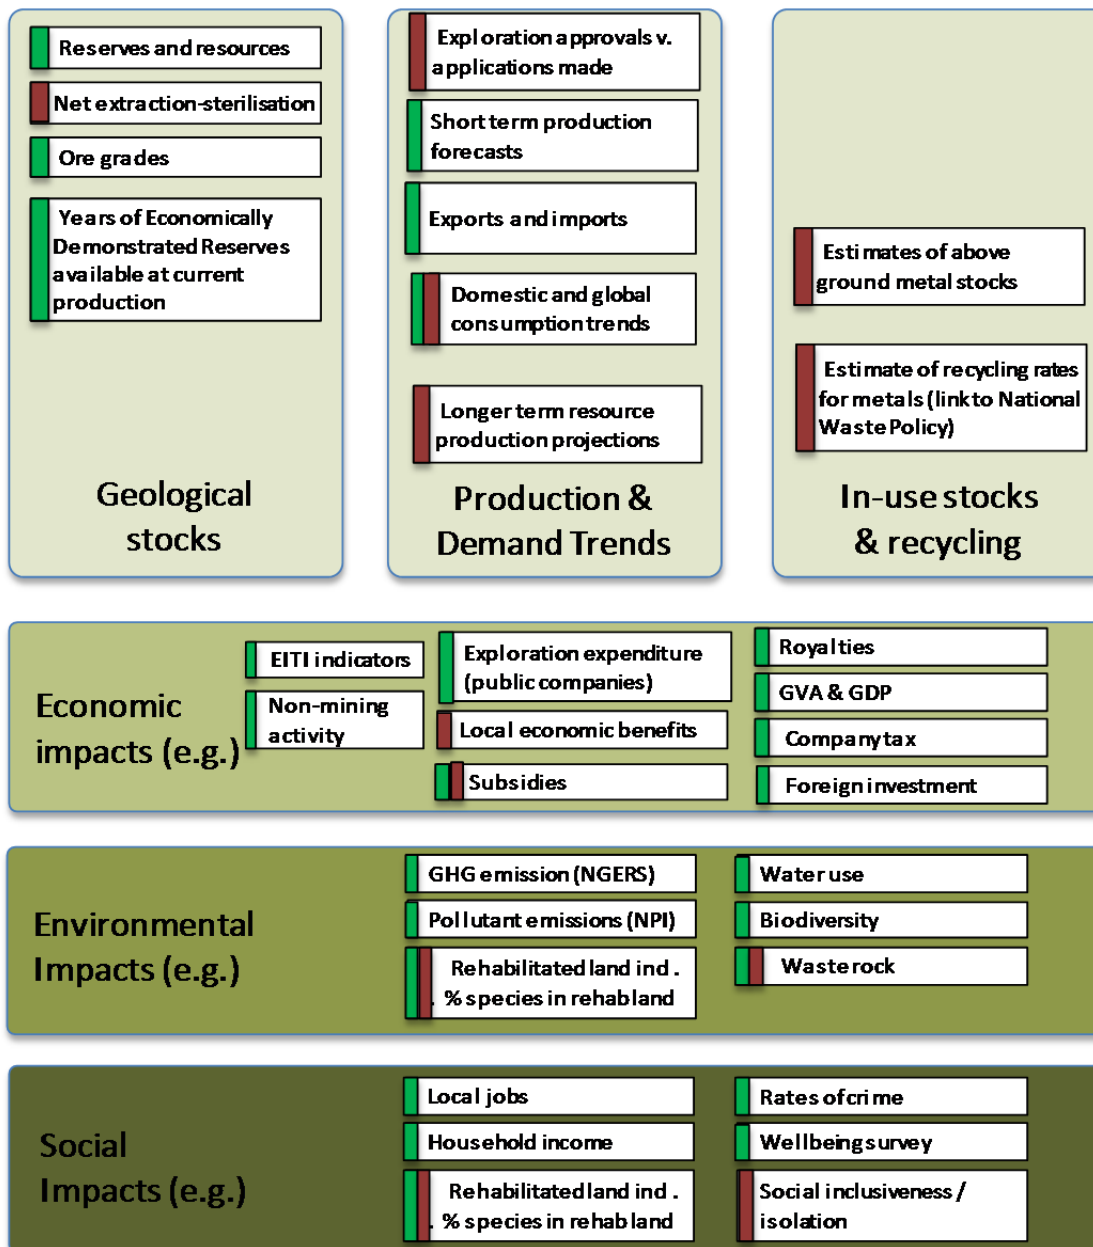 Reserves and resources
Net extraction-sterilisation
Ore grades
Years of Economically
Demonstrated Reserves
available at current
production
Geological
stocks
Exploration approvals v.
applications made
Short term production
forecasts
Exports and imports
Domestic and global
consumption trends
Longer term resource
production projections
Production &
Demand Trends
Estimates of above
ground metal stocks
Estimate of recycling rates
for metals (link to National
Waste Policy)
In-use stocks
& recycling
Economic
impacts (e.g.)
EITI indicators
Non-mining
activity
Exploration expenditure
(public companies)
Local economic benefits
Subsidies
Royalties
GVA & GDP
Company tax
Foreign investment
Environmental
Impacts (e.g.)
GHG emission (NGERS)
Pollutant emissions (NPI)
Rehabilitated land ind .
. % species in rehab land
Water use
Biodiversity
Waste rock
Social
Impacts (e.g.)
Local jobs
Household income
Rehabilitated land ind .
. % species in rehab land
Rates of crime
Wellbeing survey
Social inclusiveness /
isolation